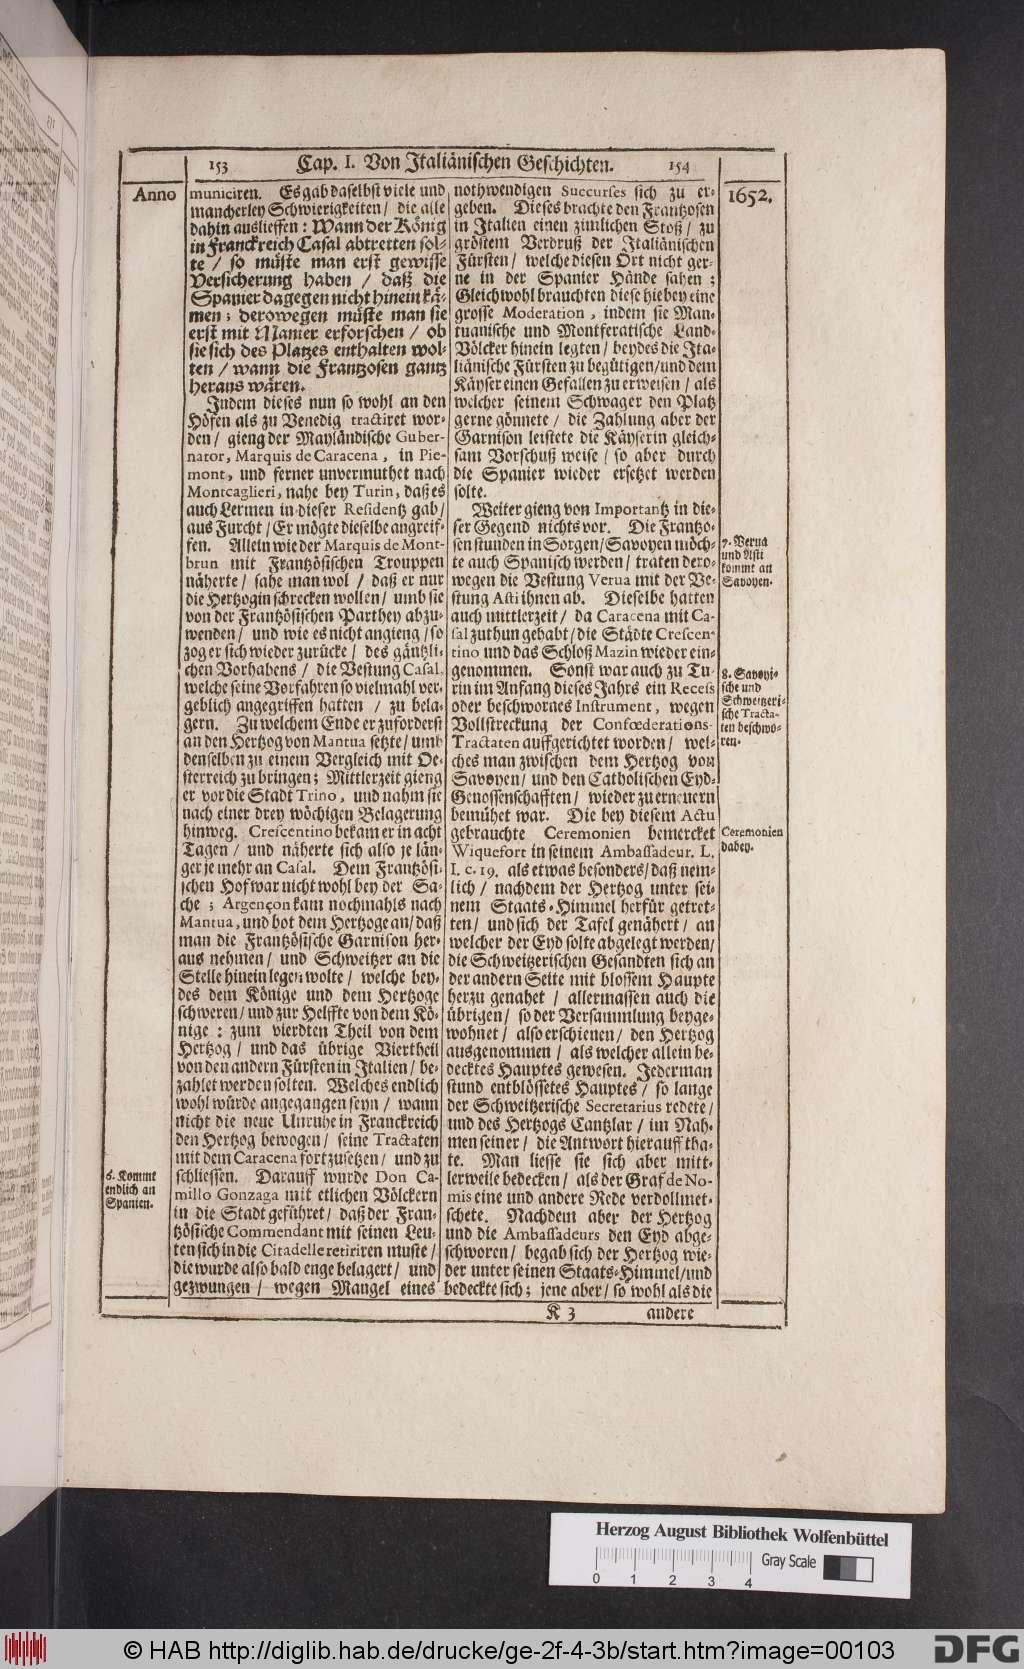 153 Cap. I. Von Italiänischen Geschichten. 154
Anno
municiren. Es gab daselbst viele und
mancherley Schwierigkeiten / die alle
dahin auslieffen: Wann der König
in Franckreich Casal abtretten sol-
te / so müste man erst gewisse
Versicherung haben / daß die
Spanier dagegen nicht hinein kä-
men; derowegen müste man sie
erst mit Manier erforschen / ob
sie sich des Platzes enthalten wol-
ten / wann die Frantzosen gantz
heraus wären.
Indem dieses nun so wohl an den
Höfen als zu Venedig tractiret wor-
den / gieng der Mayländische Guber-
nator, Marquis de Caracena, in Pie-
mont, und ferner unvermuthet nach
Montcaglieri, nahe bey Turin, daß es
auch Lermen in dieser Residentz gab /
aus Furcht / Er mögte dieselbe angreif-
fen. Allein wie der Marquis de Mont-
brun mit Frantzösischen Trouppen
näherte / sahe man wol / daß er nur
die Hertzogin schrecken wollen / umb sie
von der Frantzösischen Parthey abzu-
wenden / und wie es nicht angieng / so
zog er sich wieder zurücke / des gäntzli-
chen Vorhabens / die Vestung Casal,
welche seine Vorfahren so vielmahl ver-
geblich angegriffen hatten / zu bela-
gern. Zu welchem Ende er zuforderst
an den Hertzog von Mantua setzte / umb
denselben zu einem Vergleich mit Oe-
sterreich zu bringen; Mittlerzeit gieng
er vor die Stadt Trino, und nahm sie
nach einer drey wöchigen Belagerung
hinweg. Crescentino bekam er in acht
Tagen / und näherte sich also je län-
ger je mehr an Casal. Dem Frantzösi-
schen Hof war nicht wohl bey der Sa-
che; Argençon kam nochmahls nach
Mantua, und bot dem Hertzoge an / daß
man die Frantzösische Garnison her-
aus nehmen / und Schweitzer an die
Stelle hinein legen wolte / welche bey-
des dem Könige und dem Hertzoge
schweren / und zur Helffte von dem Kö-
nige: zum vierdten Theil von dem
Hertzog / und das übrige Viertheil
von den andern Fürsten in Italien / be-
zahlet werden solten. Welches endlich
wohl würde angegangen seyn / wann
nicht die neue Unruhe in Franckreich
den Hertzog bewogen / seine Tractaten
mit dem Caracena fortzusetzen / und zu
schliessen. Darauff wurde Don Ca-
millo Gonzaga mit etlichen Völckern
in die Stadt geführet / daß der Fran-
tzösische Commendant mit seinen Leu-
ten sich in die Citadelle retiriren muste /
die wurde also bald enge belagert / und
gezwungen / wegen Mangel eines
6. Kommt
endlich an
Spanien.
nothwendigen Succurses sich zu er-
geben. Dieses brachte den Frantzosen
in Italien einen zimlichen Stoß / zu
gröstem Verdruß der Italiänischen
Fürsten / welche diesen Ort nicht ger-
ne in der Spanier Hände sahen;
Gleichwohl brauchten diese hiebey eine
grosse Moderation, indem sie Man-
tuanische und Montferatische Land-
Völcker hinein legten / beydes die Ita-
liänische Fürsten zu begütigen / und dem
Käyser einen Gefallen zu erweisen / als
welcher seinem Schwager den Platz
gerne gönnete / die Zahlung aber der
Garnison leistete die Käyserin gleich-
sam Vorschuß weise / so aber durch
die Spanier wieder ersetzet werden
solte.
Weiter gieng von Importantz in die-
ser Gegend nichts vor. Die Frantzo-
sen stunden in Sorgen / Savoyen möch-
te auch Spanisch werden / traten dero-
wegen die Vestung Verua mit der Ve-
stung Asti ihnen ab. Dieselbe hatten
auch mittlerzeit / da Caracena mit Ca-
sal zu thun gehabt / die Städte Crescen-
tino und das Schloß Mazin wieder ein-
genommen. Sonst war auch zu Tu-
rin im Anfang dieses Jahrs ein Recess
oder beschwornes Instrument, wegen
Vollstreckung der Confœderations-
Tractaten auffgerichtet worden / wel-
ches man zwischen dem Hertzog von
Savoyen / und den Catholischen Eyd-
Genossenschafften / wieder zu erneuern
bemühet war. Die bey diesem Actu
gebrauchte Ceremonien bemercket
Wiquefort in seinem Ambassadeur. L.
I. c. 19. als etwas besonders / daß nem-
lich / nachdem der Hertzog unter sei-
nem Staats-Himmel herfür getret-
ten / und sich der Tafel genähert / an
welcher der Eyd solte abgelegt werden /
die Schweitzerischen Gesandten sich an
der andern Seite mit blossem Haupte
herzu genahet / allermassen auch die
übrigen / so der Versammlung beyge-
wohnet / also erschienen / den Hertzog
ausgenommen / als welcher allein be-
decktes Hauptes gewesen. Jederman
stund entblössetes Hauptes / so lange
der Schweitzerische Secretarius redete /
und des Hertzogs Cantzlar / im Nah-
men seiner / die Antwort hierauff tha-
te. Man liesse sie sich aber mitt-
lerweile bedecken / als der Graf de No-
mis eine und andere Rede verdollmet-
schete. Nachdem aber der Hertzog
und die Ambassadeurs den Eyd abge-
schworen / begab sich der Hertzog wie-
der unter seinen Staats-Himmel / und
bedeckte sich; jene aber / so wohl als die
K 3 andere
1652.
7. Verua
und Asti
kommt an
Savoyen.
8. Savoyi-
sche und
Schweitzeri-
sche Tracta-
ten beschwo-
ren.
Ceremonien
dabey.
Herzog August Bibliothek Wolfenbüttel
Gray Scale
0 1 2 3 4
© HAB http://diglib.hab.de/drucke/ge-2f-4-3b/start.htm?image=00103
DFG